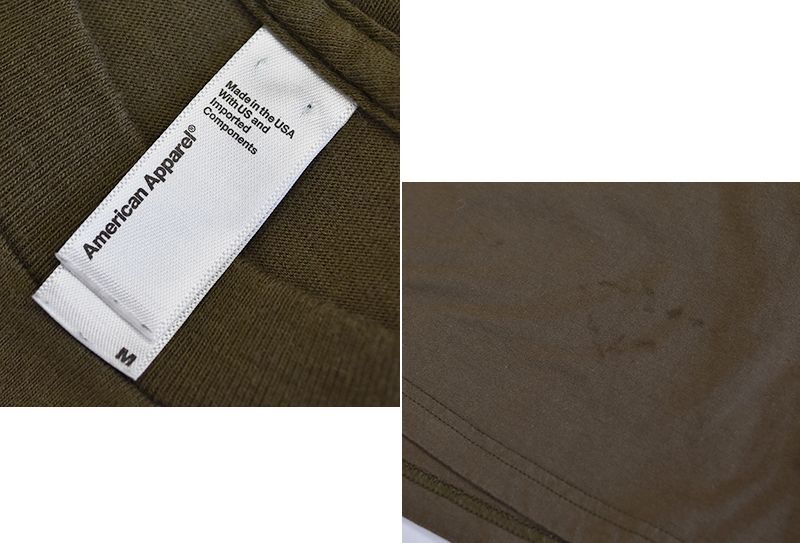 Made in the USA
With US and
Imported
Components
American Apparel®
M